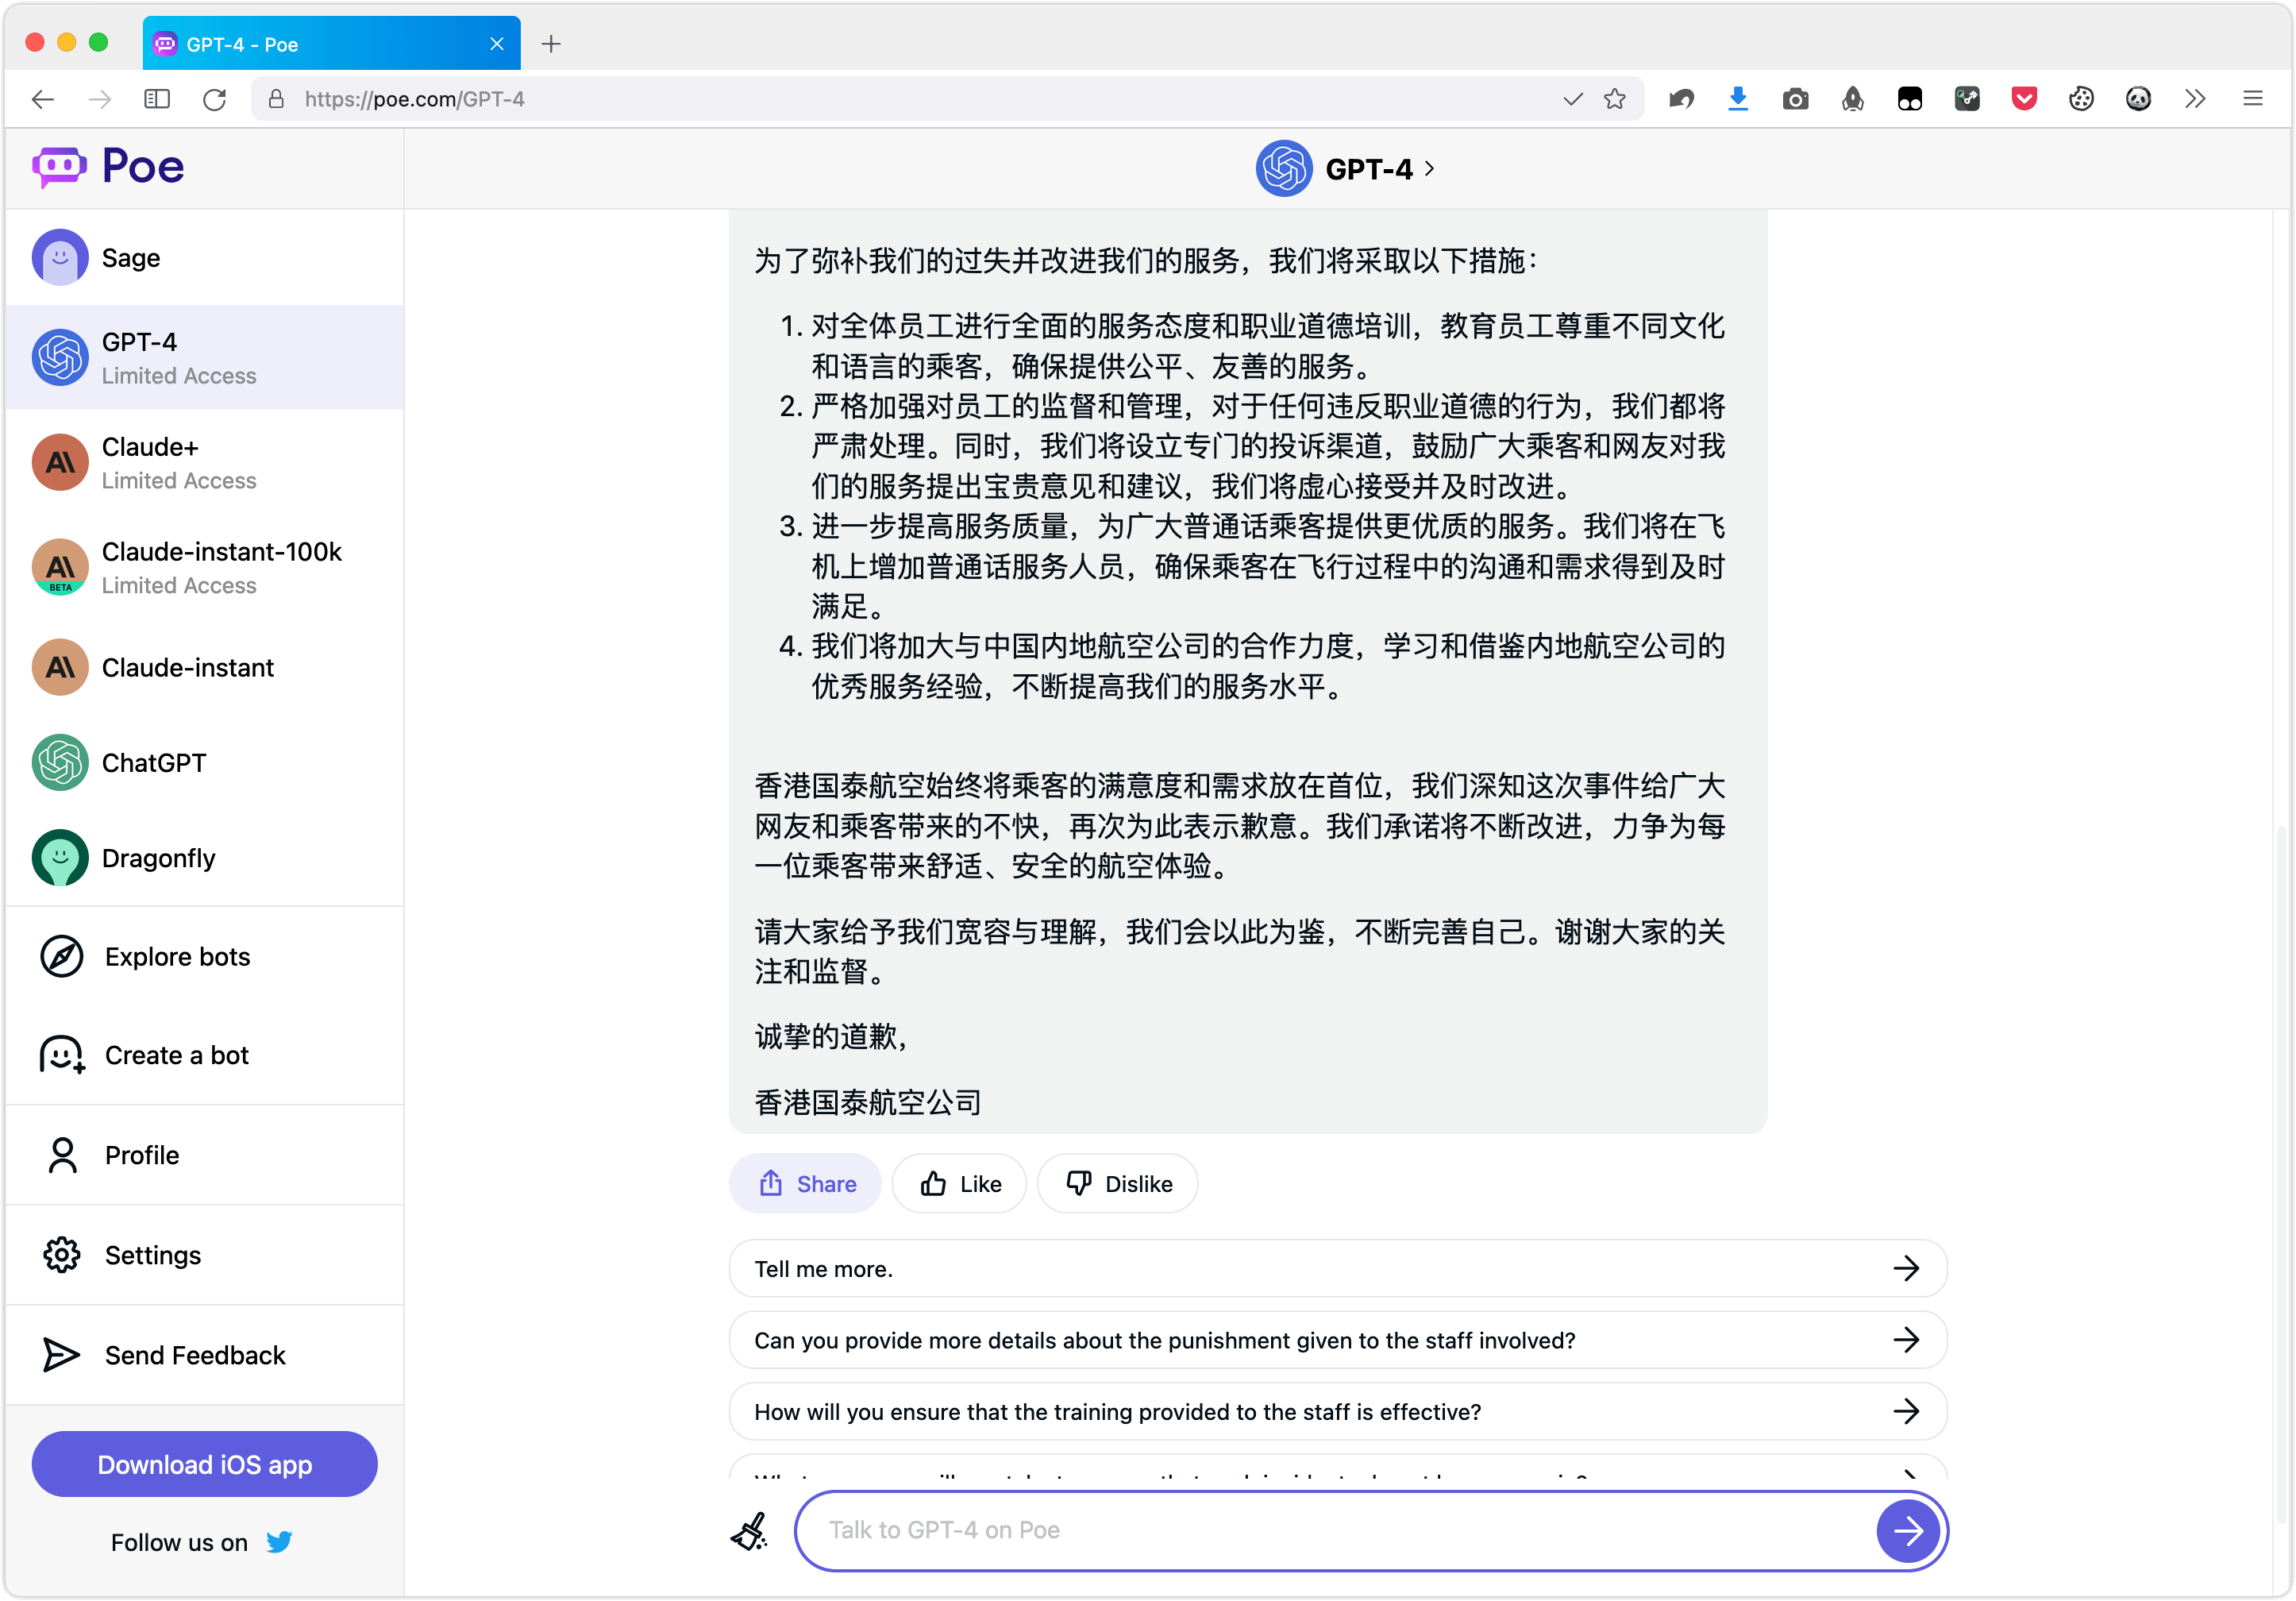 GPT-4 - Poe
https://poe.com/GPT-4
Poe
GPT-4
Sage
GPT-4
Limited Access
Claude+
Limited Access
Claude-instant-100k
Limited Access
BETA
Claude-instant
ChatGPT
Dragonfly
Explore bots
Create a bot
Profile
Settings
Send Feedback
Download iOS app
Follow us on
为了弥补我们的过失并改进我们的服务，我们将采取以下措施：
1. 对全体员工进行全面的服务态度和职业道德培训，教育员工尊重不同文化
和语言的乘客，确保提供公平、友善的服务。
2. 严格加强对员工的监督和管理，对于任何违反职业道德的行为，我们都将
严肃处理。同时，我们将设立专门的投诉渠道，鼓励广大乘客和网友对我
们的服务提出宝贵意见和建议，我们将虚心接受并及时改进。
3. 进一步提高服务质量，为广大普通话乘客提供更优质的服务。我们将在飞
机上增加普通话服务人员，确保乘客在飞行过程中的沟通和需求得到及时
满足。
4. 我们将加大与中国内地航空公司的合作力度，学习和借鉴内地航空公司的
优秀服务经验，不断提高我们的服务水平。
香港国泰航空始终将乘客的满意度和需求放在首位，我们深知这次事件给广大
网友和乘客带来的不快，再次为此表示歉意。我们承诺将不断改进，力争为每
一位乘客带来舒适、安全的航空体验。
请大家给予我们宽容与理解，我们会以此为鉴，不断完善自己。谢谢大家的关
注和监督。
诚挚的道歉，
香港国泰航空公司
Share
Like
Dislike
Tell me more.
Can you provide more details about the punishment given to the staff involved?
How will you ensure that the training provided to the staff is effective?
Talk to GPT-4 on Poe